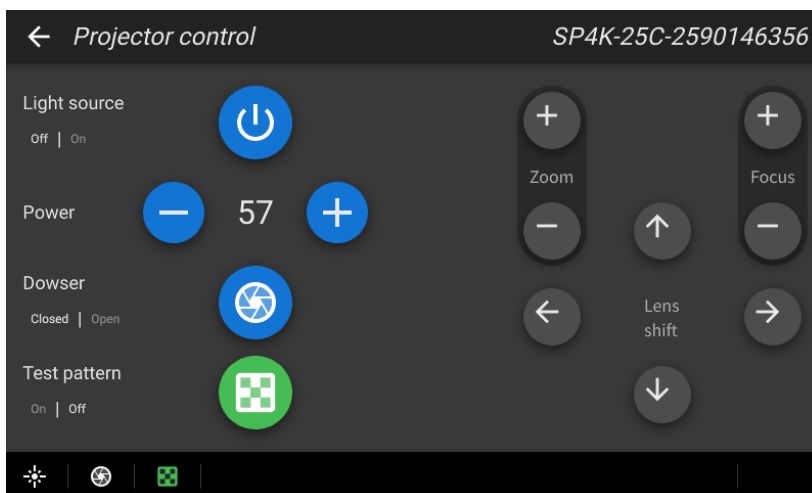 Projector control SP4K-25C-2590146356
Light source
Off | On
Power 57
Dowser
Closed | Open
Test pattern
On | Off
Zoom
Focus
Lens
shift